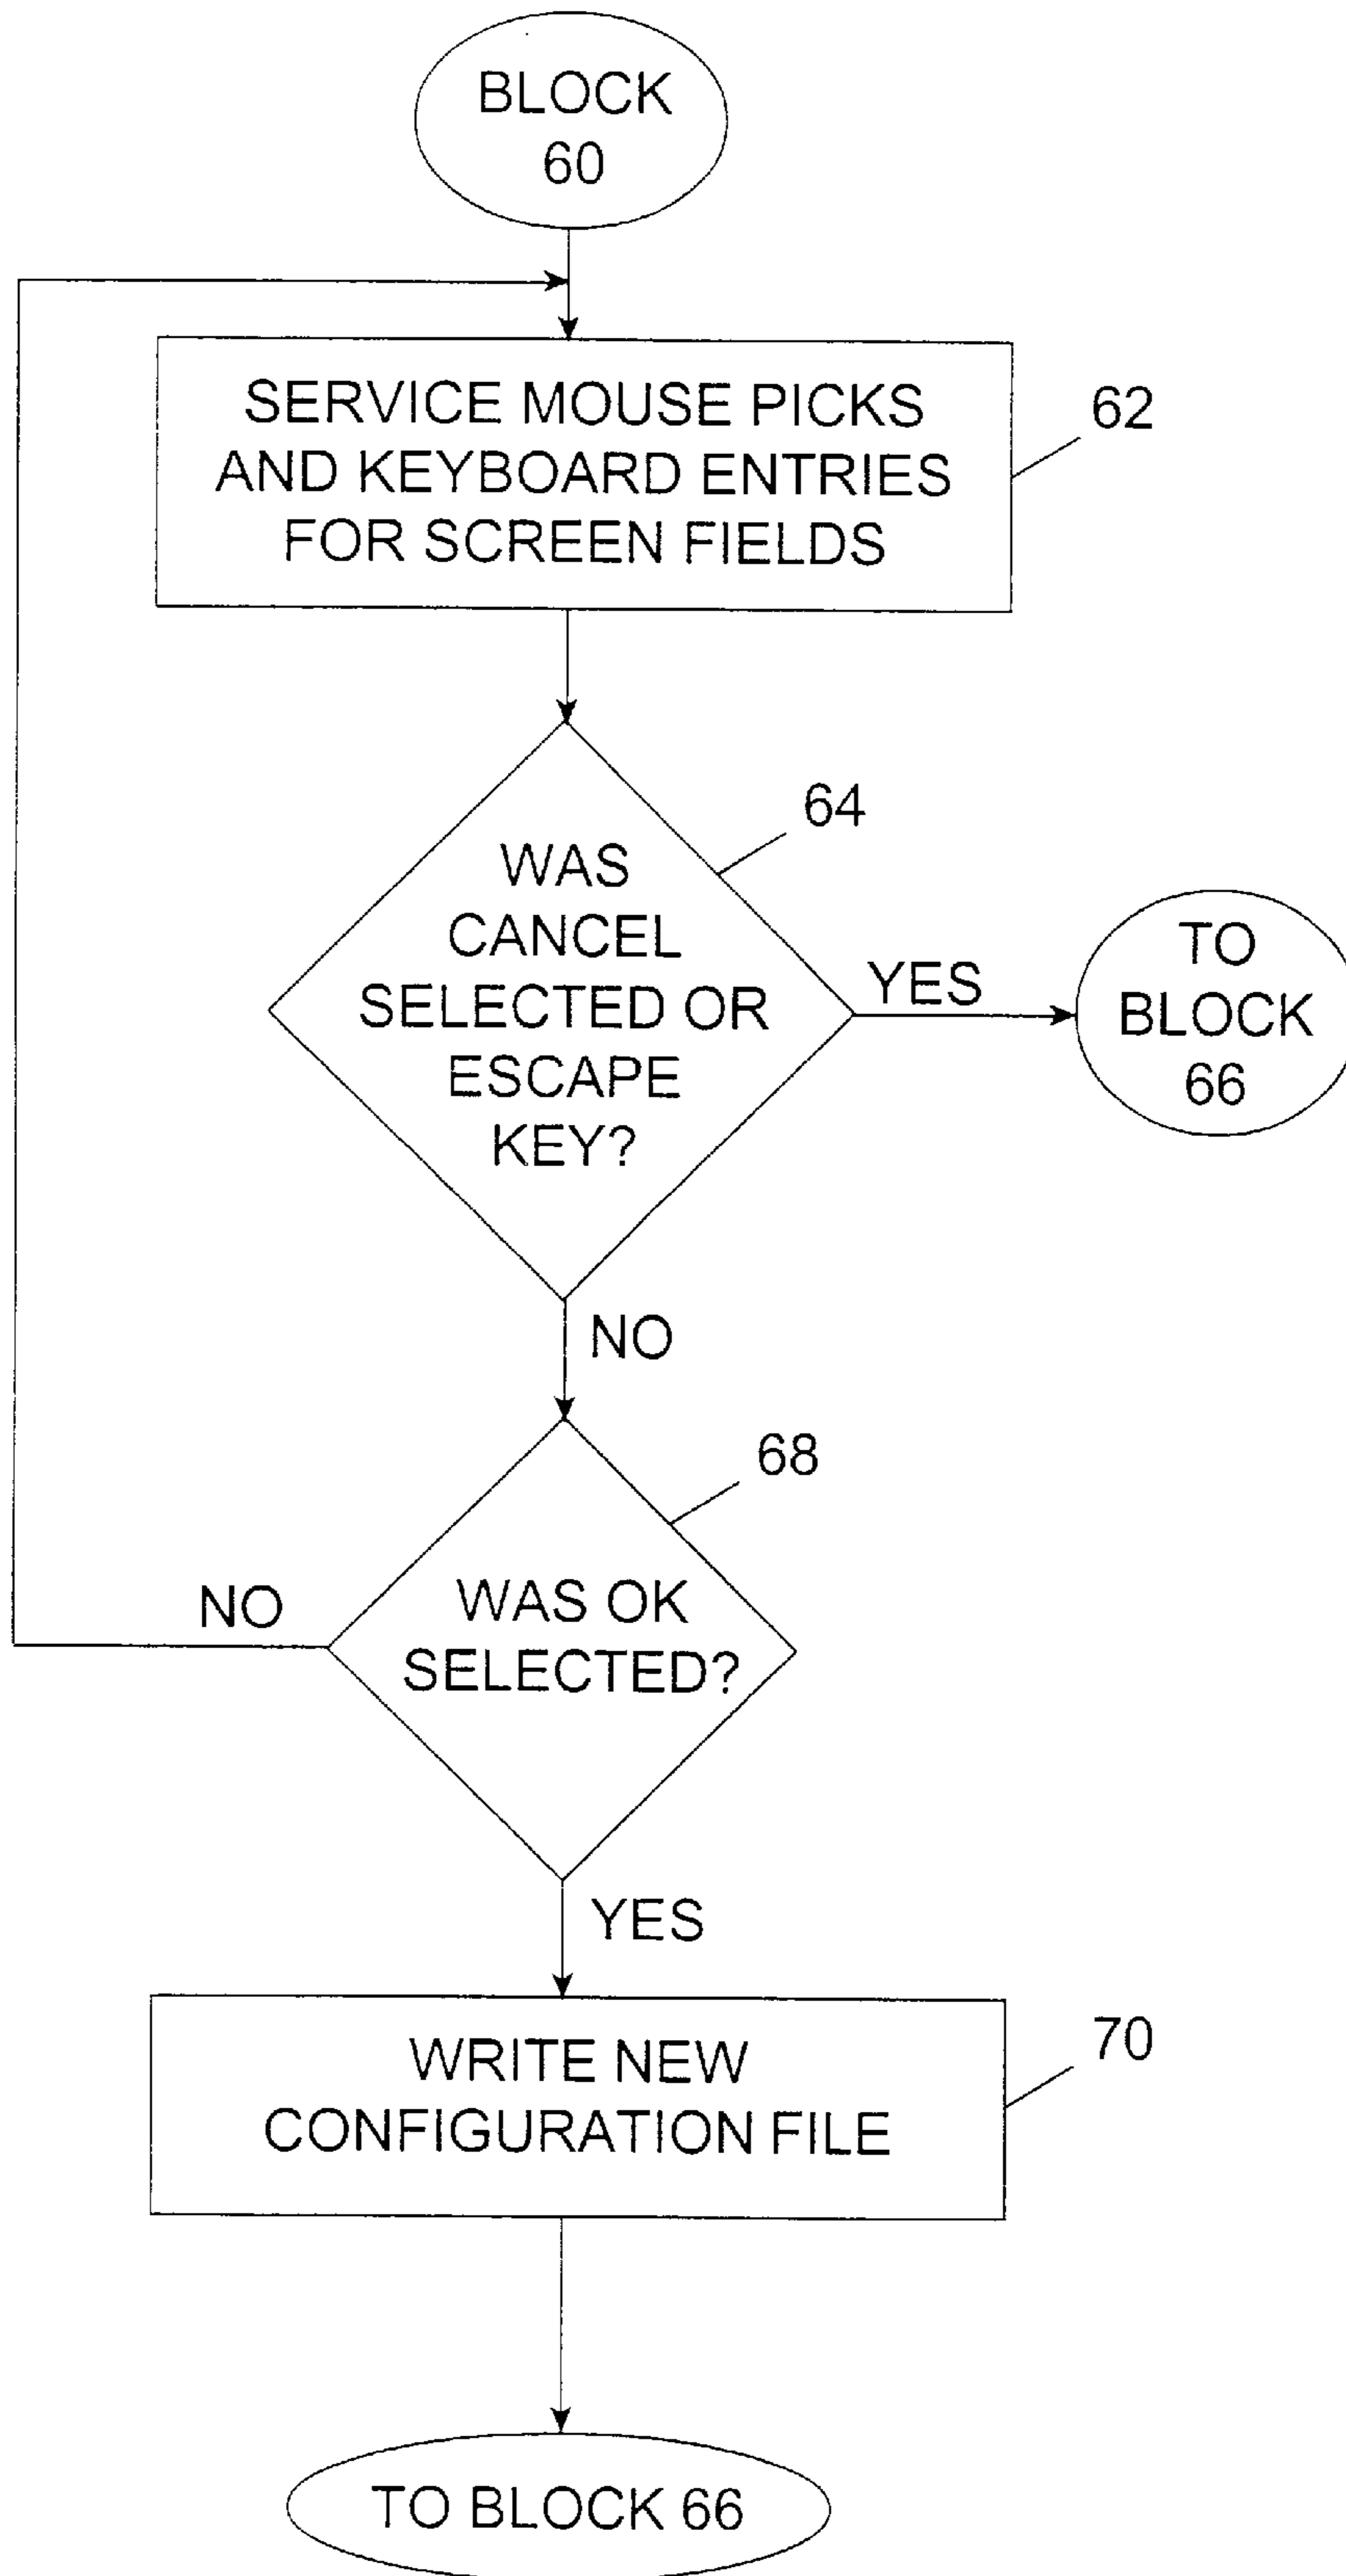 BLOCK
60
SERVICE MOUSE PICKS
AND KEYBOARD ENTRIES
FOR SCREEN FIELDS
62
WAS
CANCEL
SELECTED OR
ESCAPE
KEY?
64
YES
TO
BLOCK
66
NO
WAS OK
SELECTED?
68
NO
YES
WRITE NEW
CONFIGURATION FILE
70
TO BLOCK 66